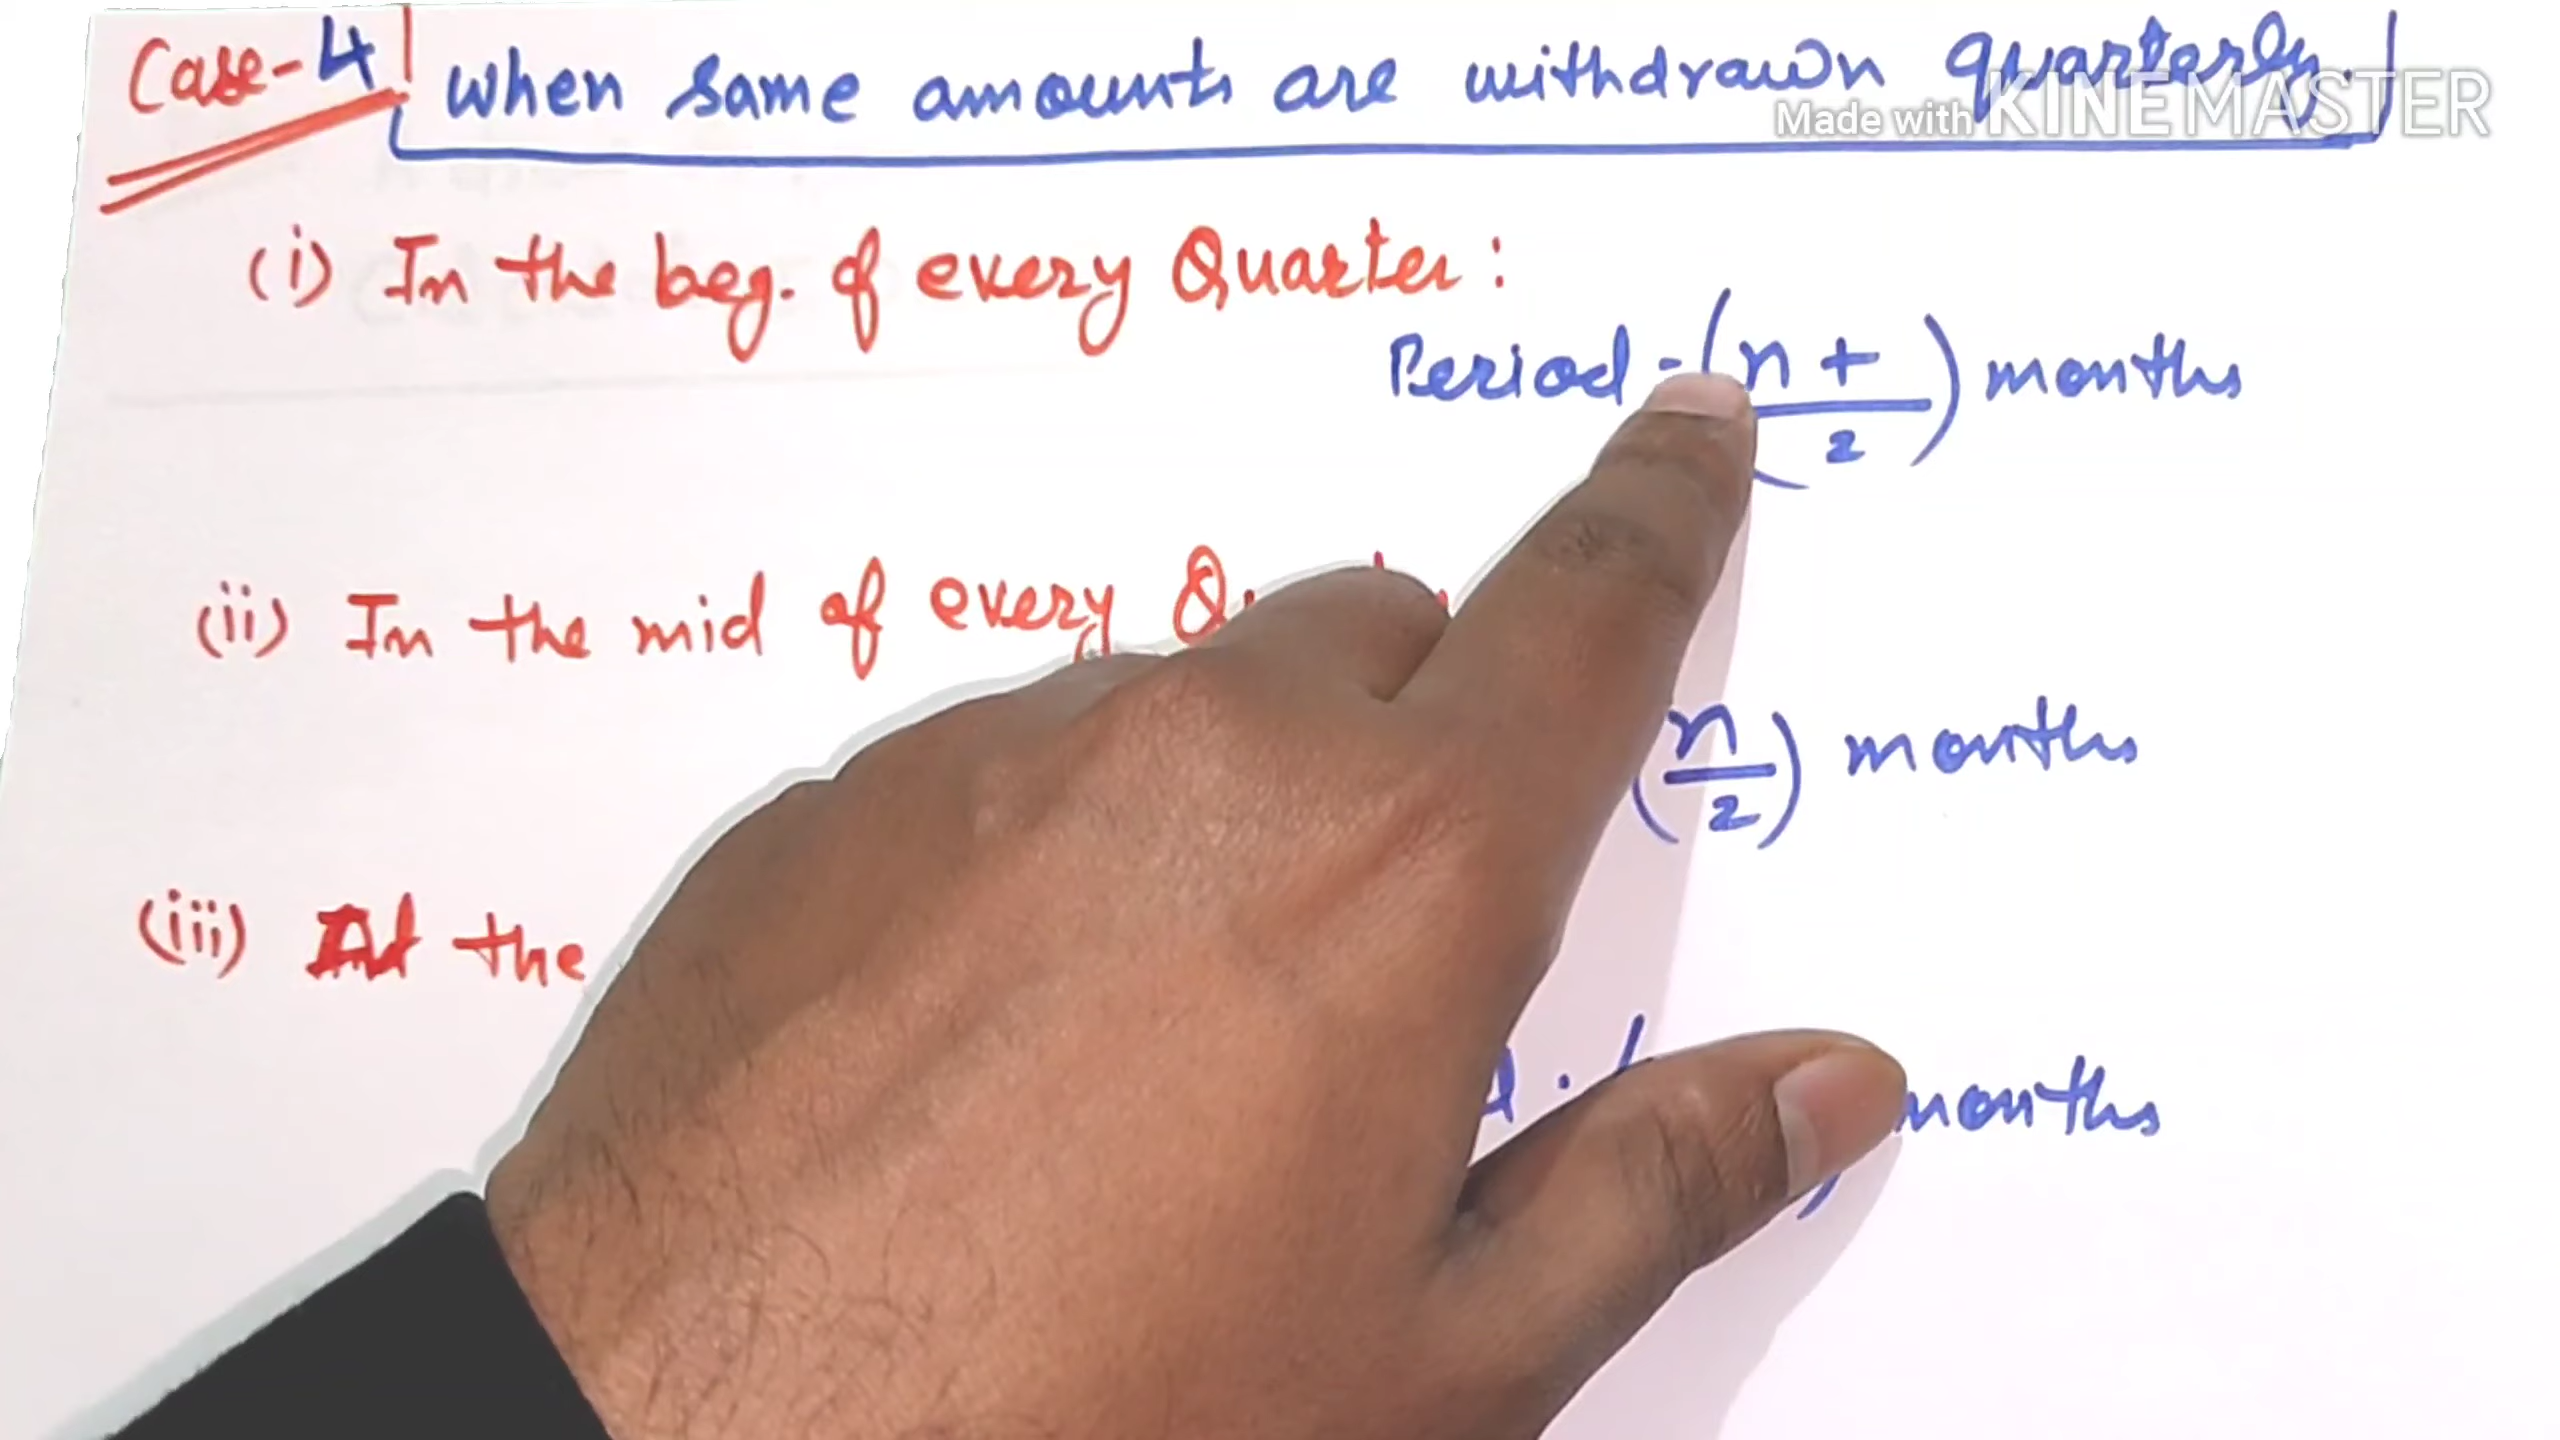 Case-4 When same amounts are withdrawn quarterly.
Made with KINEMASTER
(i) In the beg. of every Quarter:
Period = (n + / 2) months
(ii) In the mid of every
(n/2) months
(iii) At the
months